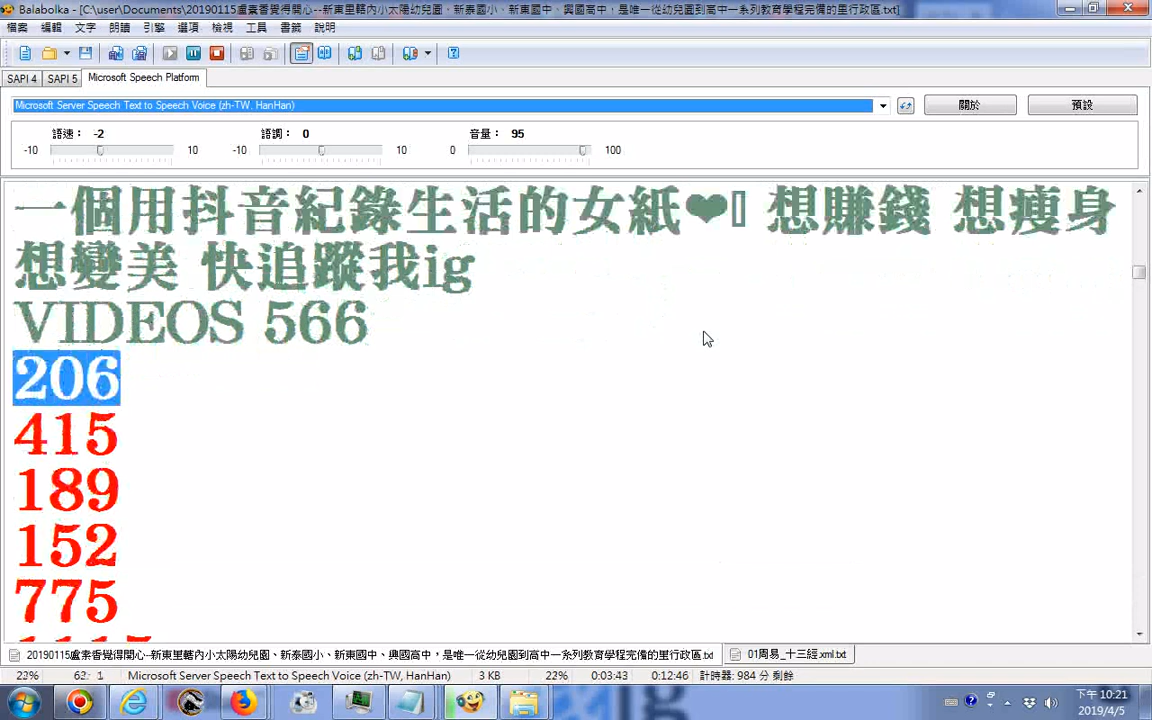 Balabolka - [C:\user\Documents\20190115盧素香覺得開心--新東里轄內小太陽幼兒園、新泰國小、新東國中、興國高中，是唯一從幼兒園到高中一系列教育學程完備的里行政區.txt]
檔案 編輯 文字 朗讀 引擎 選項 檢視 工具 書籤 說明
SAPI 4 SAPI 5 Microsoft Speech Platform
Microsoft Server Speech Text to Speech Voice (zh-TW, HanHan) 關於 預設
語速： -2 語調： 0 音量： 95
-10 10 -10 10 0 100
一個用抖音紀錄生活的女紙❤ 想賺錢 想瘦身
想變美 快追蹤我ig
VIDEOS 566
206
415
189
152
775
20190115盧素香覺得開心--新東里轄內小太陽幼兒園、新泰國小、新東國中、興國高中，是唯一從幼兒園到高中一系列教育學程完備的里行政區.txt 01周易_十三經.xml.txt
22% 62: 1 Microsoft Server Speech Text to Speech Voice (zh-TW, HanHan) 3 KB 22% 0:03:43 0:12:46 計時器: 984 分 剩餘
下午 10:21
2019/4/5